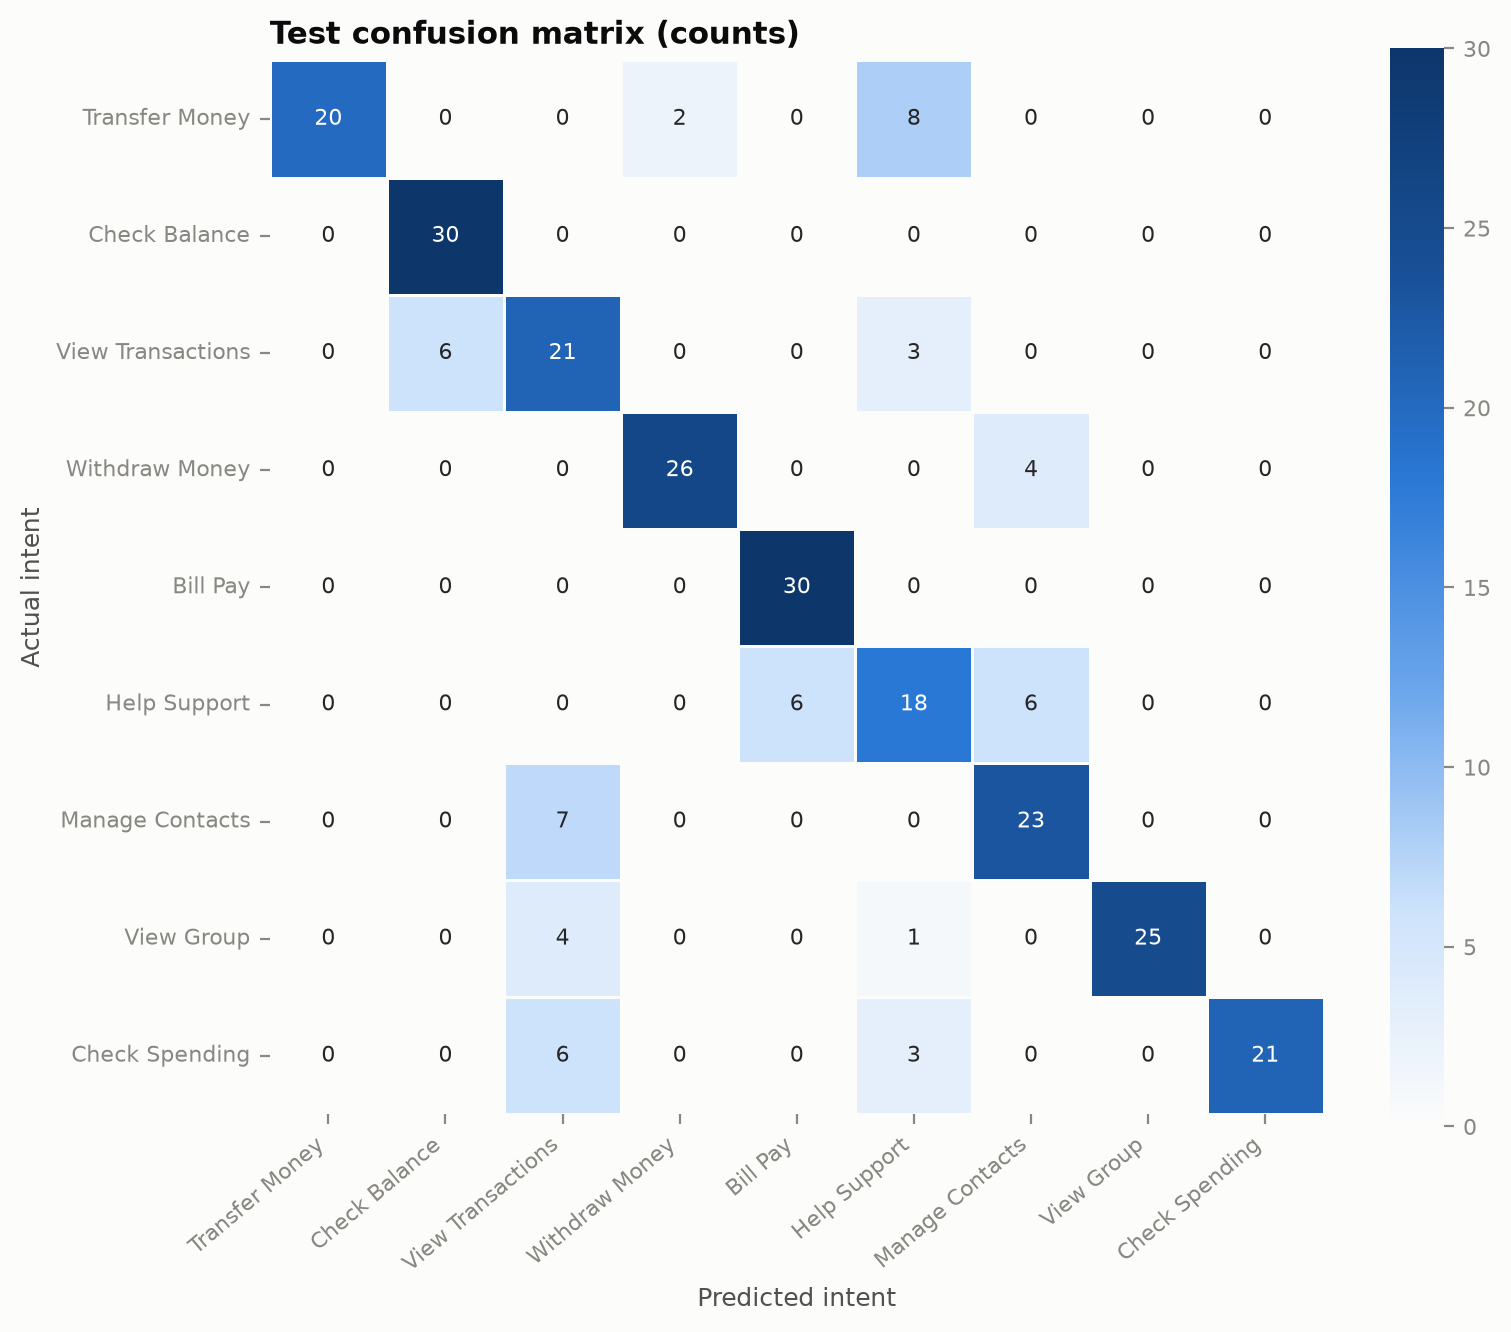 Test confusion matrix (counts)
Transfer Money 20 0 0 2 0 8 0 0 0
Check Balance 0 30 0 0 0 0 0 0 0
View Transactions 0 6 21 0 0 3 0 0 0
Withdraw Money 0 0 0 26 0 0 4 0 0
Bill Pay 0 0 0 0 30 0 0 0 0
Help Support 0 0 0 0 6 18 6 0 0
Manage Contacts 0 0 7 0 0 0 23 0 0
View Group 0 0 4 0 0 1 0 25 0
Check Spending 0 0 6 0 0 3 0 0 21
Actual intent
Transfer Money
Check Balance
View Transactions
Withdraw Money
Bill Pay
Help Support
Manage Contacts
View Group
Check Spending
Predicted intent
30
25
20
15
10
5
0